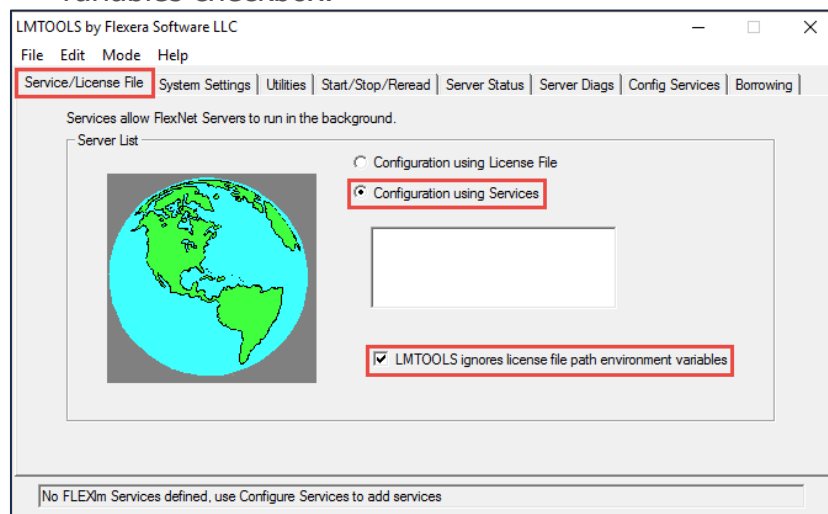 variables checkbox.
LMTOOLS by Flexera Software LLC
File Edit Mode Help
Service/License File System Settings Utilities Start/Stop/Reread Server Status Server Diags Config Services Borrowing
Services allow FlexNet Servers to run in the background.
Server List
Configuration using License File
Configuration using Services
LMTOOLS ignores license file path environment variables
No FLEXlm Services defined, use Configure Services to add services